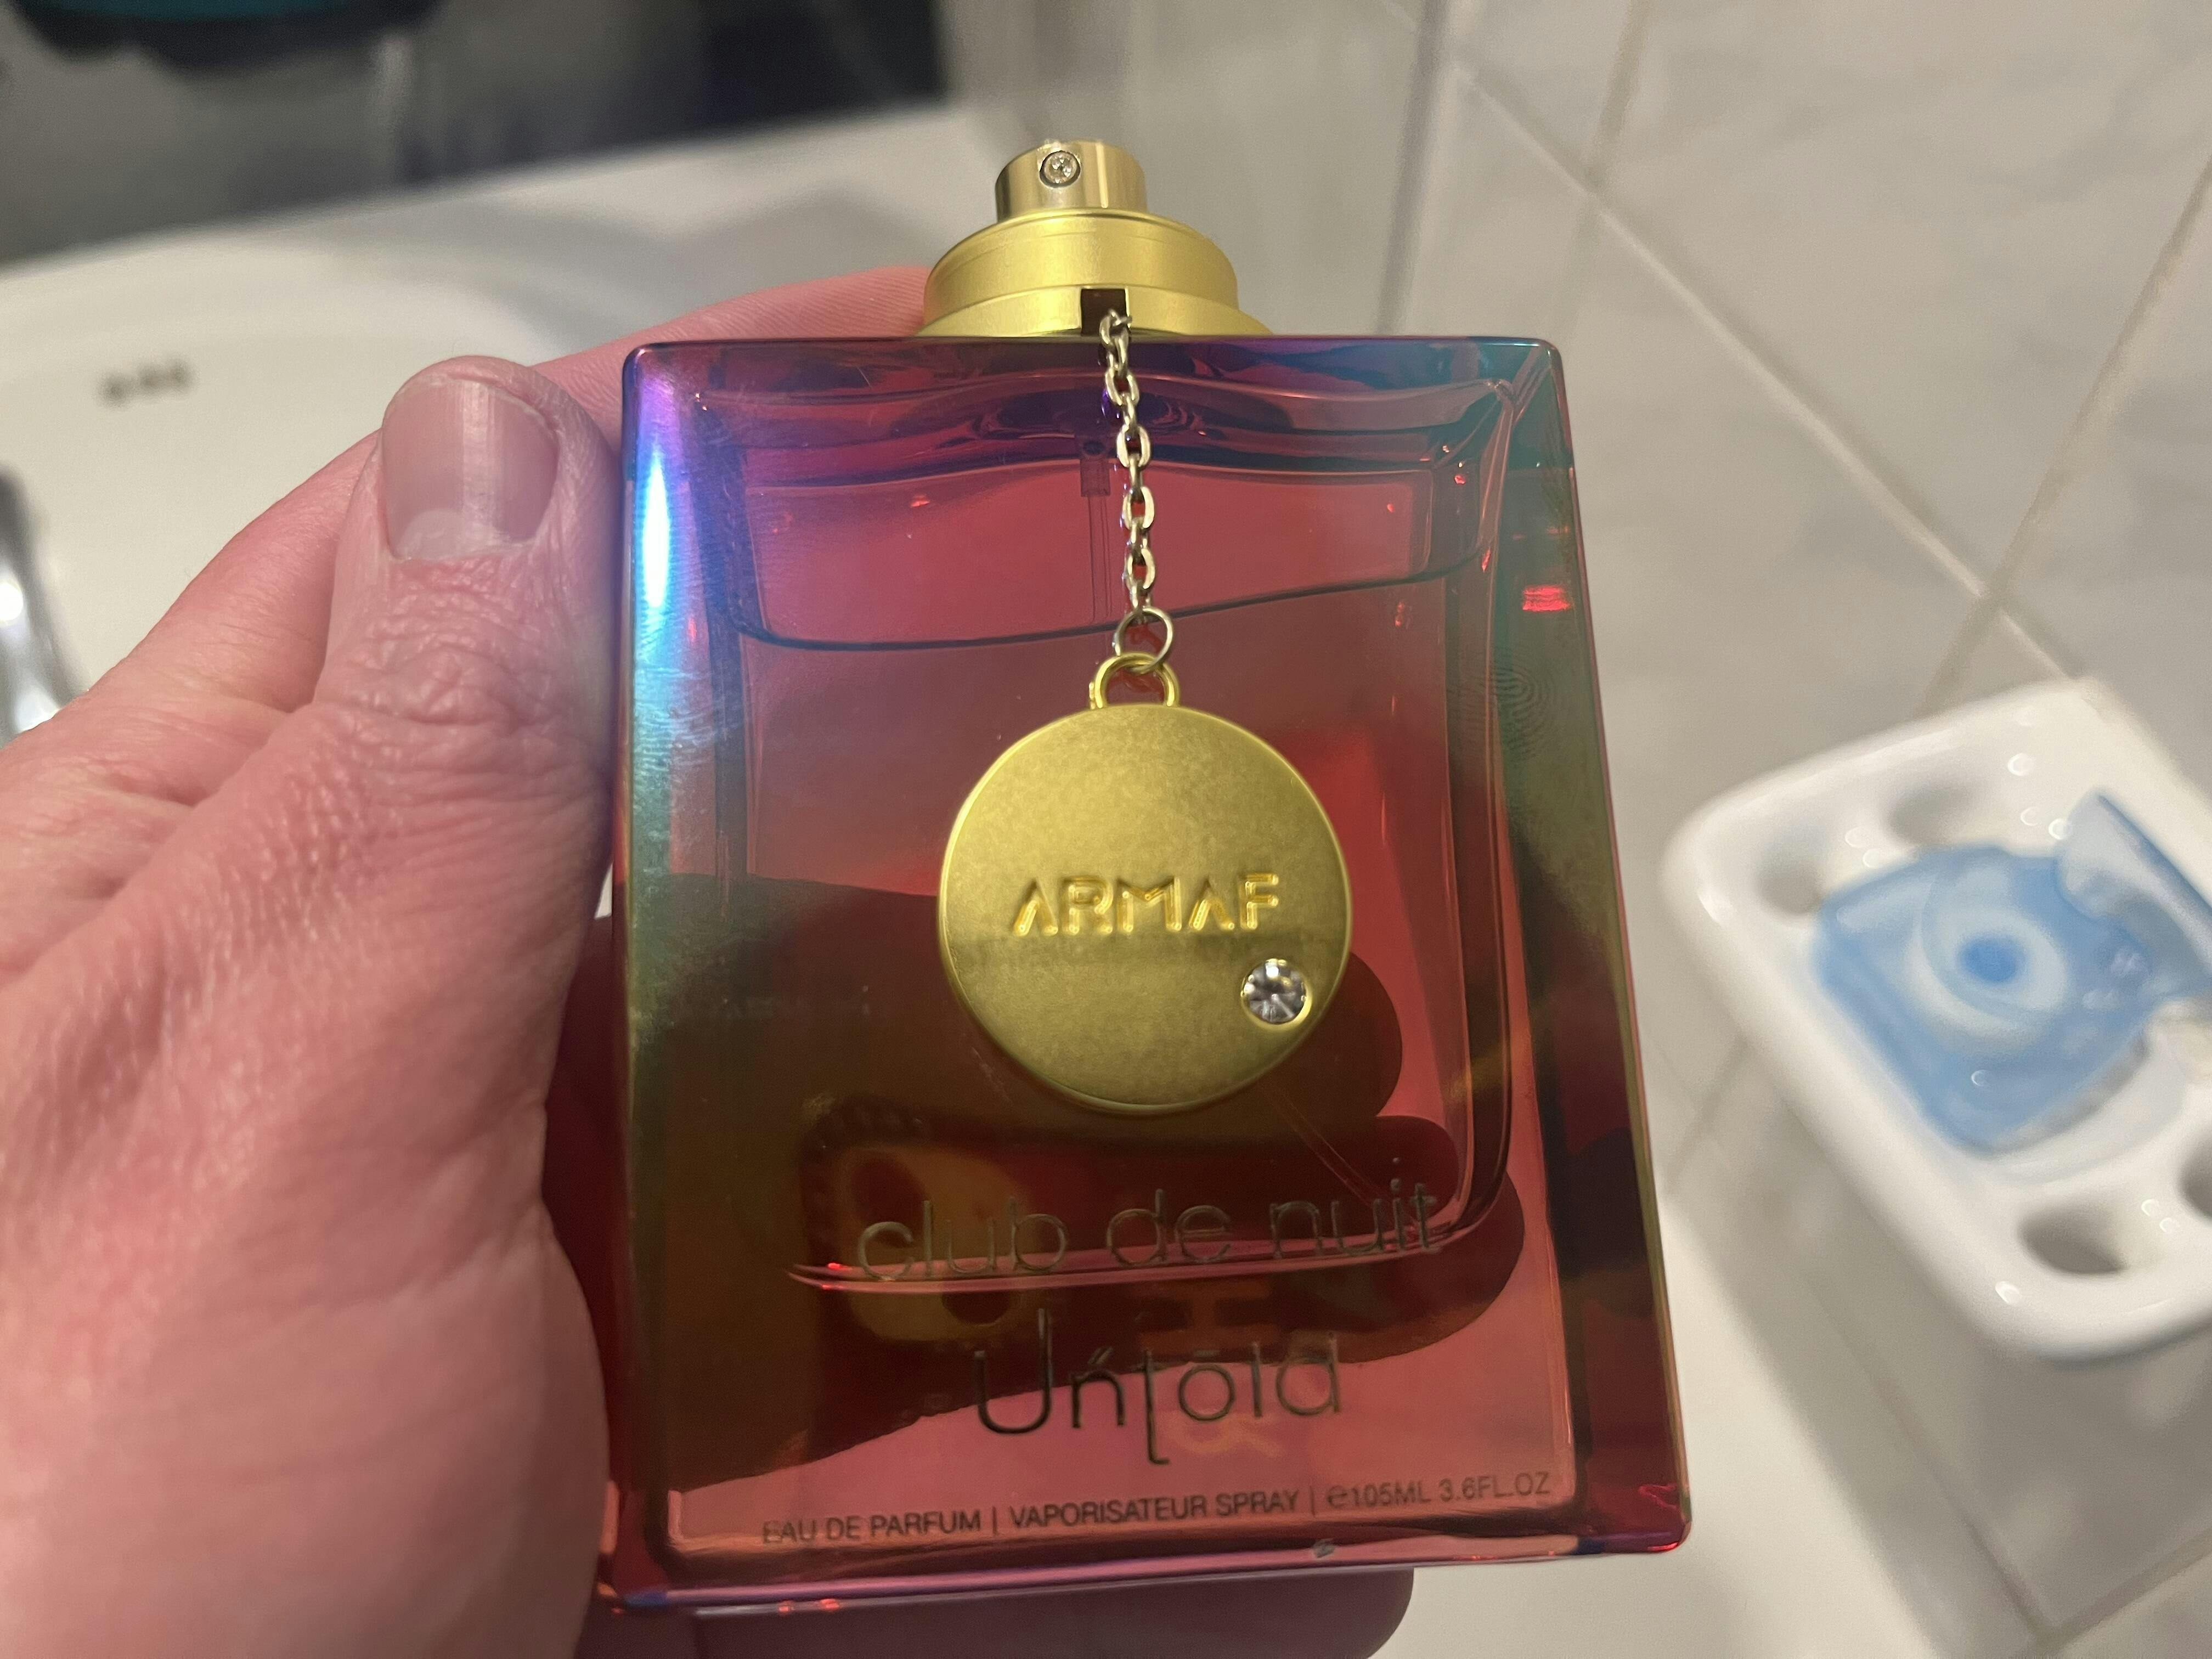 ARMAF
club de nuit
Untold
EAU DE PARFUM | VAPORISATEUR SPRAY | ℮105ML 3.6FL.OZ